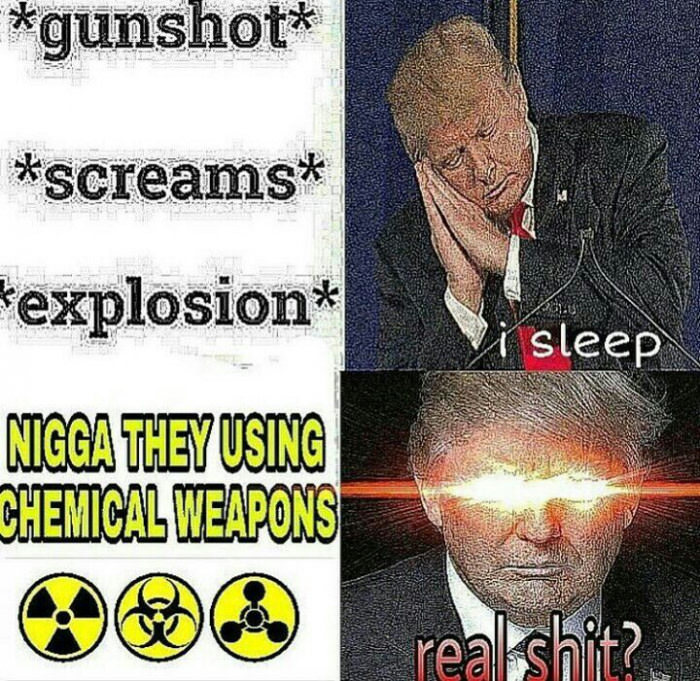 *gunshot*
*screams*
*explosion*
i sleep
NIGGA THEY USING
CHEMICAL WEAPONS
real shit?